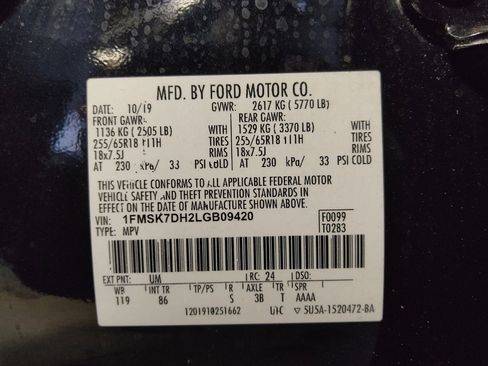 MFD. BY FORD MOTOR CO.
DATE: 10/19 GVWR: 2617 KG ( 5770 LB)
FRONT GAWR: REAR GAWR:
1136 KG ( 2505 LB) WITH 1529 KG ( 3370 LB) WITH
255/65R18 111H TIRES 255/65R18 111H TIRES
18x7.5J RIMS 18x7.5J RIMS
AT 230 kPa/ 33 PSI COLD AT 230 kPa/ 33 PSI COLD
THIS VEHICLE CONFORMS TO ALL APPLICABLE FEDERAL MOTOR
VEHICLE SAFETY AND THEFT PREVENTION STANDARDS IN
EFFECT ON THE DATE OF MANUFACTURE SHOWN ABOVE.
VIN: 1FMSK7DH2LGB09420 F0099
TYPE: MPV T0283
EXT PNT: UM RC: 24 DSO:
WB INT TR TP/PS R AXLE TR SPR
119 86 S 3B T AAAA
1201910251662 UTC ▽ 5U5A-1520472-BA